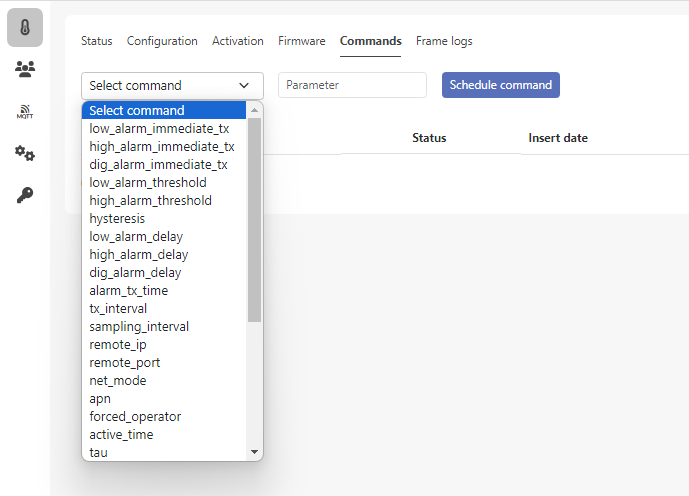 Status Configuration Activation Firmware Commands Frame logs
Select command Parameter Schedule command
Select command
low_alarm_immediate_tx
high_alarm_immediate_tx
dig_alarm_immediate_tx
Status Insert date
low_alarm_threshold
high_alarm_threshold
hysteresis
low_alarm_delay
high_alarm_delay
dig_alarm_delay
alarm_tx_time
tx_interval
sampling_interval
remote_ip
remote_port
net_mode
apn
forced_operator
active_time
tau
MQTT